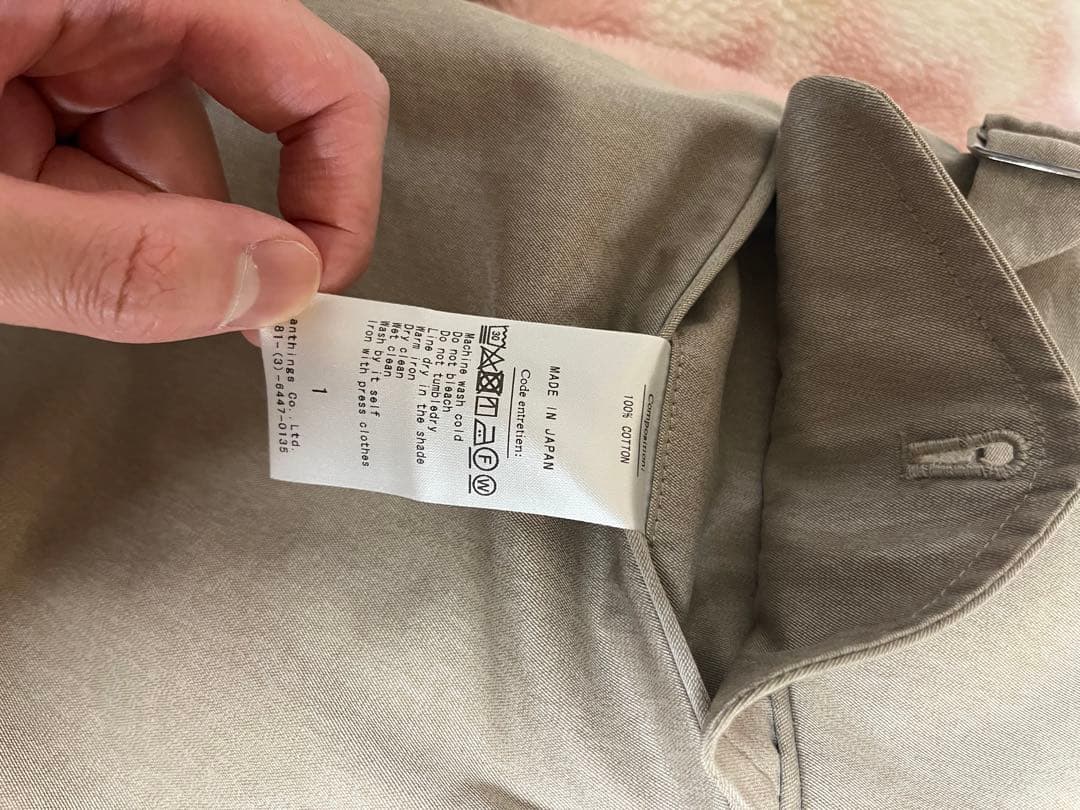 Composition:
100% COTTON
MADE IN JAPAN
Code entretien:
30
F
W
Machine wash cold
Do not bleach
Do not tumbledry
Line dry in the shade
Warm iron
Dry clean
Wet clean
Wash by it self
iron with press clothes
1
anthings Co., Ltd.
81-(3)-6447-0135